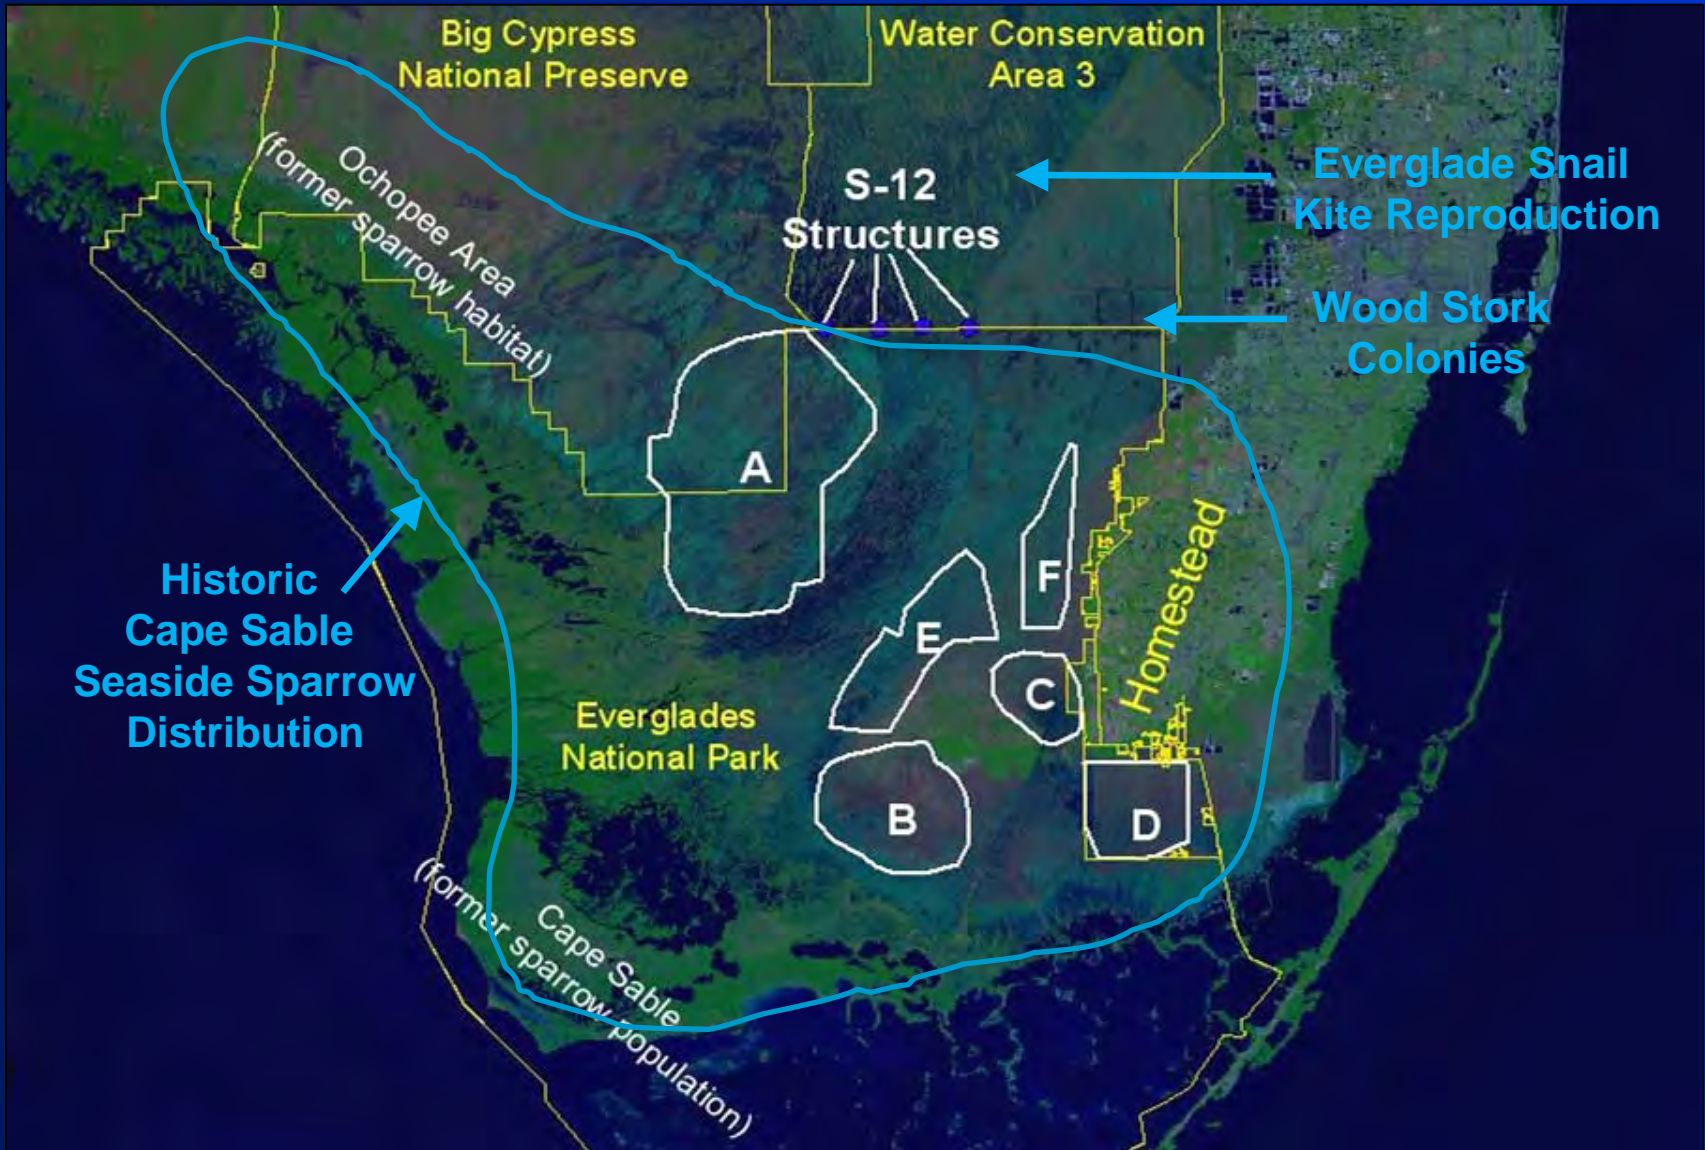 Big Cypress
National Preserve
Water Conservation
Area 3
Ochopee Area
(former sparrow habitat)
S-12
Structures
Everglade Snail
Kite Reproduction
Wood Stork
Colonies
A
F
Homestead
Historic
Cape Sable
Seaside Sparrow
Distribution
E
C
Everglades
National Park
B
D
Cape Sable
(former sparrow population)